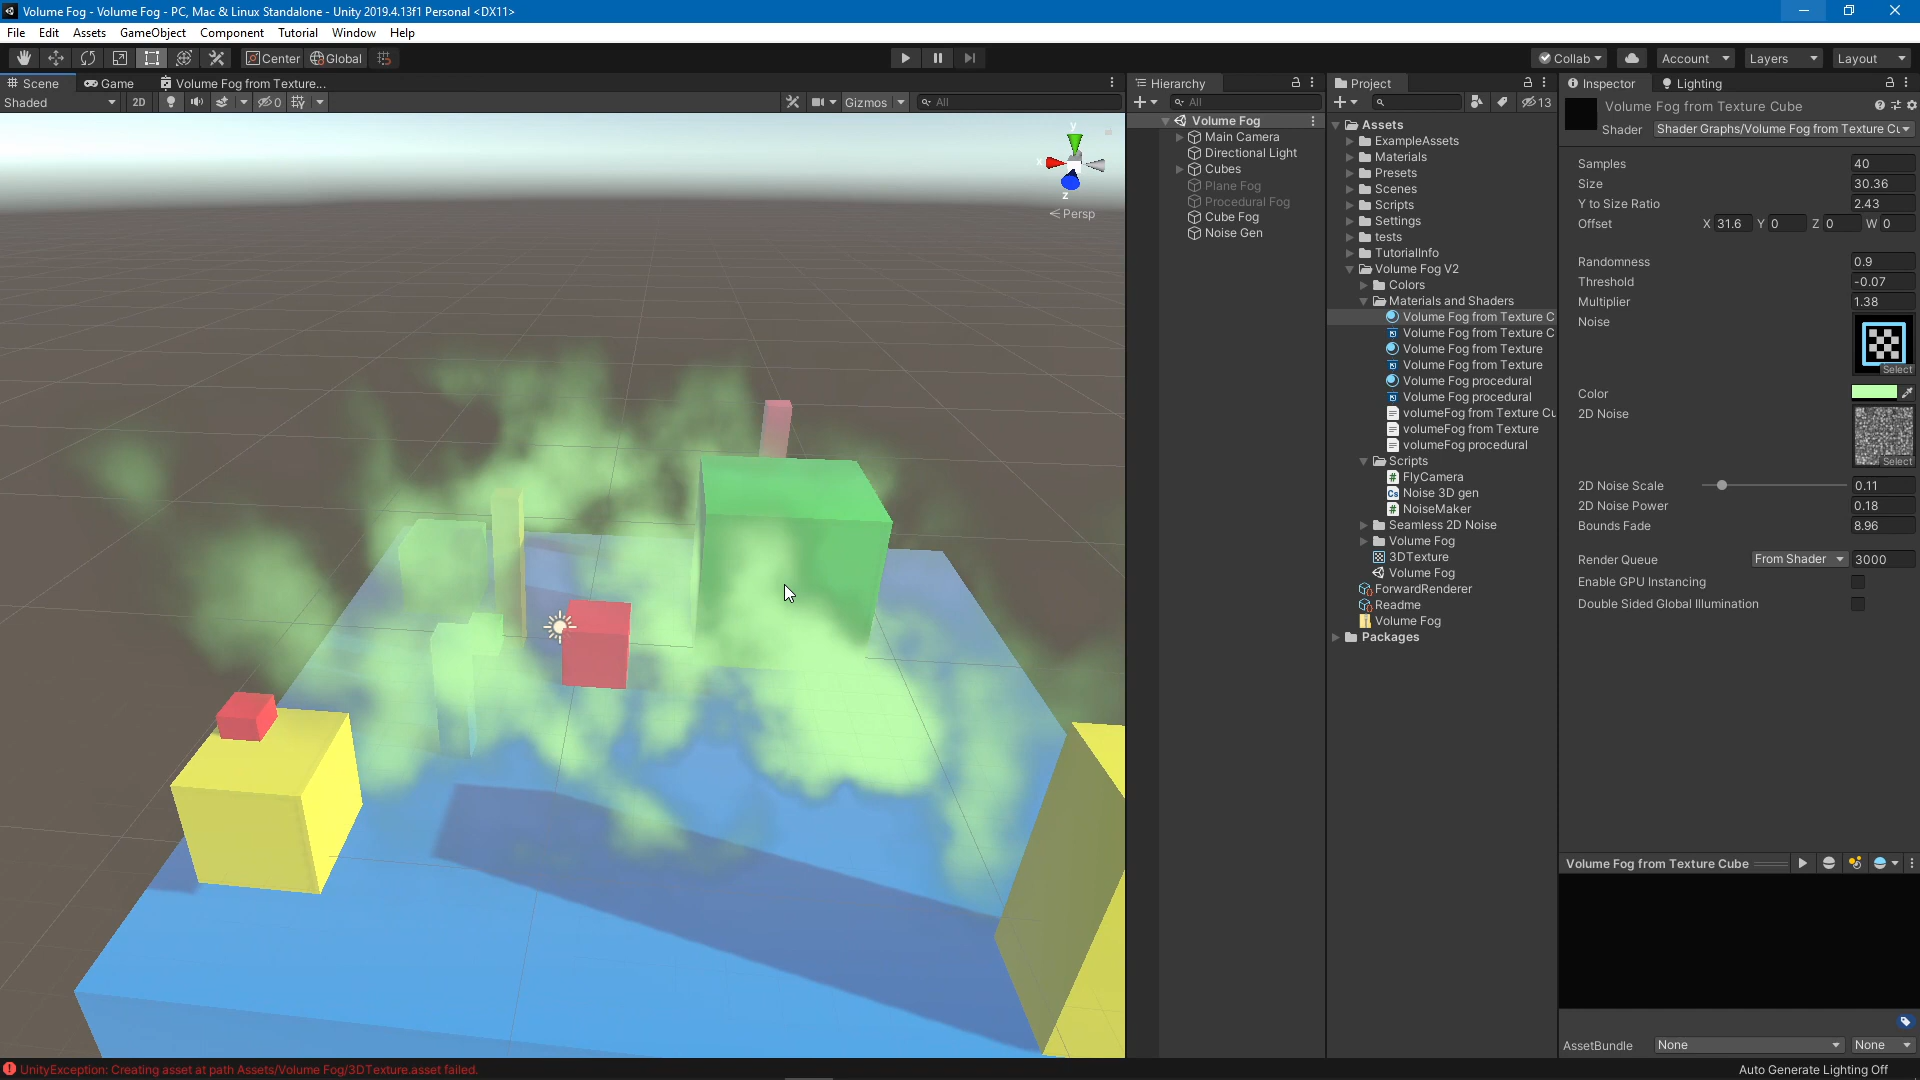 Volume Fog - Volume Fog - PC, Mac & Linux Standalone - Unity 2019.4.13f1 Personal <DX11>
File Edit Assets GameObject Component Tutorial Window Help
Center Global Collab Account Layers Layout
Scene Game Volume Fog from Texture...
Shaded 2D 0 Gizmos All
y
x
z
Persp
Hierarchy
All
Volume Fog
Main Camera
Directional Light
Cubes
Plane Fog
Procedural Fog
Cube Fog
Noise Gen
Project
13
Assets
ExampleAssets
Materials
Presets
Scenes
Scripts
Settings
tests
TutorialInfo
Volume Fog V2
Colors
Materials and Shaders
Volume Fog from Texture C
Volume Fog from Texture C
Volume Fog from Texture
Volume Fog from Texture
Volume Fog procedural
Volume Fog procedural
volumeFog from Texture Cu
volumeFog from Texture
volumeFog procedural
Scripts
FlyCamera
Noise 3D gen
NoiseMaker
Seamless 2D Noise
Volume Fog
3DTexture
Volume Fog
ForwardRenderer
Readme
Volume Fog
Packages
Inspector Lighting
Volume Fog from Texture Cube
Shader Shader Graphs/Volume Fog from Texture Cu
Samples 40
Size 30.36
Y to Size Ratio 2.43
Offset X 31.6 Y 0 Z 0 W 0
Randomness 0.9
Threshold -0.07
Multiplier 1.38
Noise
Select
Color
2D Noise
Select
2D Noise Scale 0.11
2D Noise Power 0.18
Bounds Fade 8.96
Render Queue From Shader 3000
Enable GPU Instancing
Double Sided Global Illumination
Volume Fog from Texture Cube
AssetBundle None None
UnityException: Creating asset at path Assets/Volume Fog/3DTexture.asset failed.
Auto Generate Lighting Off